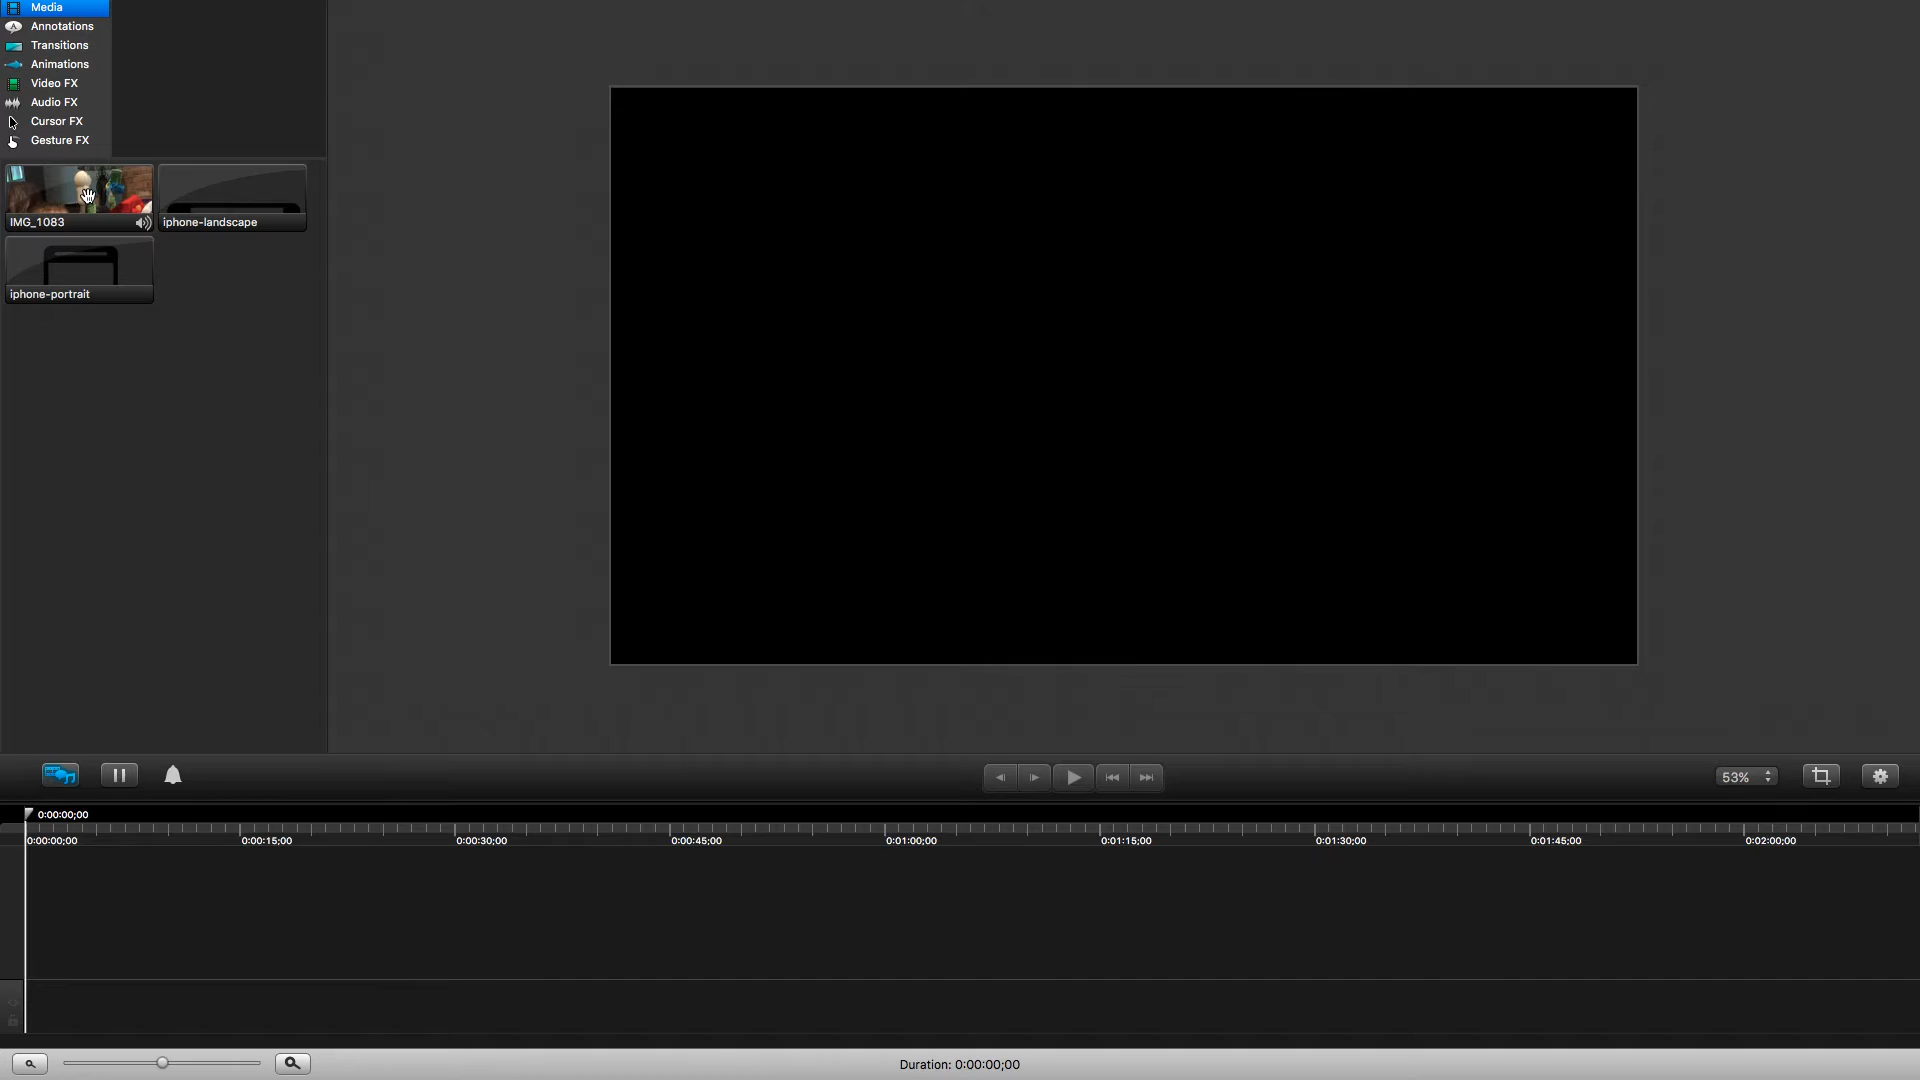 Media
Annotations
Transitions
Animations
Video FX
Audio FX
Cursor FX
Gesture FX
IMG_1083
iphone-landscape
iphone-portrait
53%
0:00:00;00
0:00:00;00 0:00:15;00 0:00:30;00 0:00:45;00 0:01:00;00 0:01:15;00 0:01:30;00 0:01:45;00 0:02:00;00
Duration: 0:00:00;00